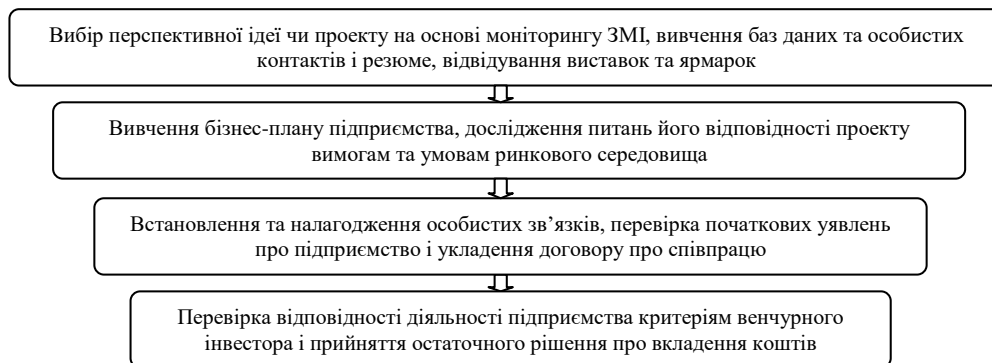 Вибір перспективної ідеї чи проекту на основі моніторингу ЗМІ, вивчення баз даних та особистих
контактів і резюме, відвідування виставок та ярмарок
Вивчення бізнес-плану підприємства, дослідження питань його відповідності проекту
вимогам та умовам ринкового середовища
Встановлення та налагодження особистих зв’язків, перевірка початкових уявлень
про підприємство і укладення договору про співпрацю
Перевірка відповідності діяльності підприємства критеріям венчурного
інвестора і прийняття остаточного рішення про вкладення коштів